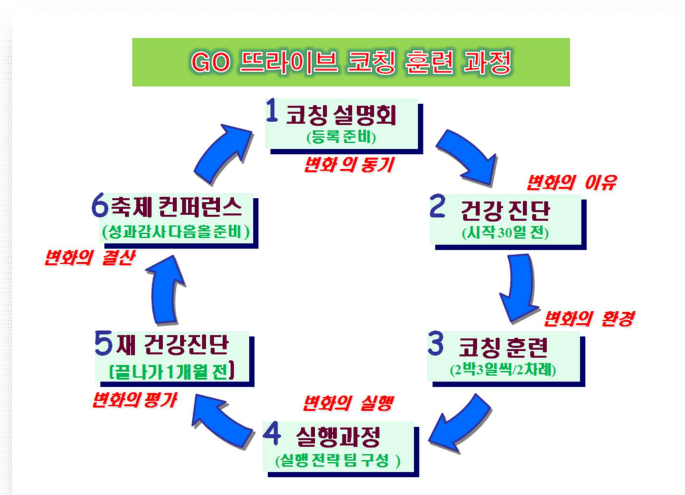 GO 뜨라이브 코칭 훈련 과정
1 코칭 설명회
(등록 준비)
변화 의 동기
변화의 이유
2 건강 진단
(시작 30일 전)
변화의 환경
3 코칭 훈련
(2박3일씩/2차례)
변화의 실행
4 실행과정
(실행 전략 팀 구성 )
5재 건강진단
(끝나가 1개월 전)
변화의 평가
6축제 컨퍼런스
(성과감사다음올준비)
변화의 결산